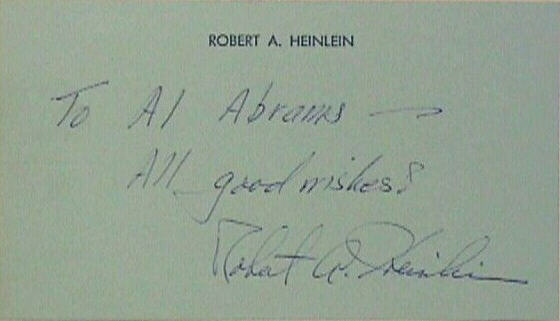 ROBERT A. HEINLEIN
To Al Abrams —
All good wishes!
Robert A. Heinlein